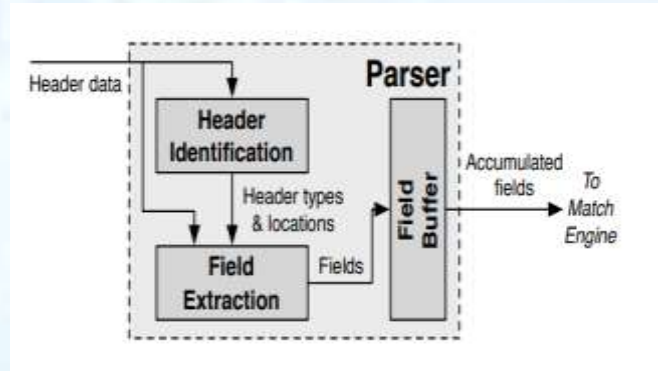 Parser
Header data
Header
Identification
Header types
& locations
Field
Extraction
Fields
Field
Buffer
Accumulated
fields
To
Match
Engine